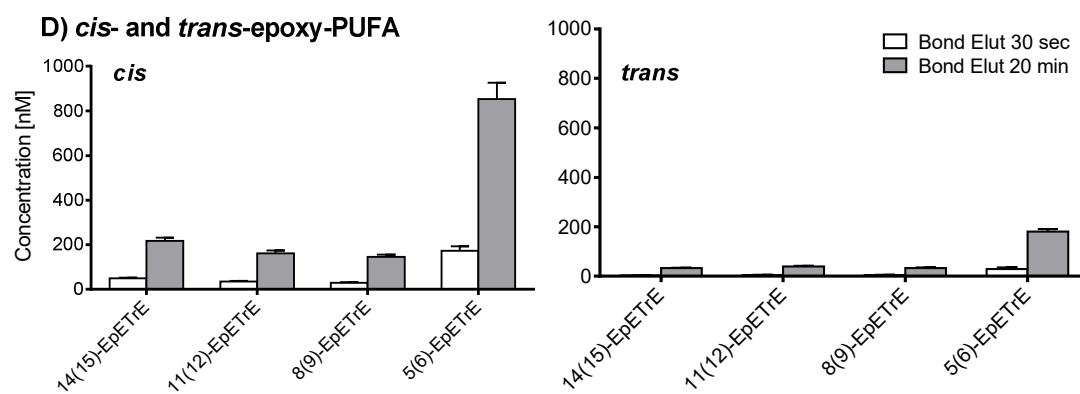 D) cis- and trans-epoxy-PUFA
cis
Concentration [nM]
1000
800
600
400
200
0
14(15)-EpETrE
11(12)-EpETrE
8(9)-EpETrE
5(6)-EpETrE
trans
1000
800
600
400
200
0
14(15)-EpETrE
11(12)-EpETrE
8(9)-EpETrE
5(6)-EpETrE
Bond Elut 30 sec
Bond Elut 20 min